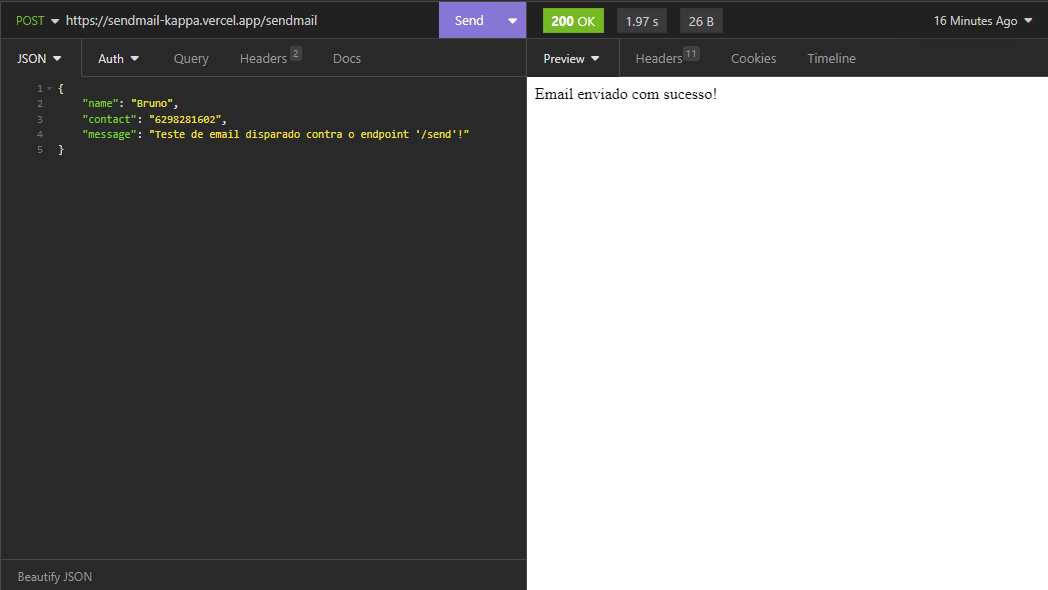 POST https://sendmail-kappa.vercel.app/sendmail Send 200 OK 1.97 s 26 B 16 Minutes Ago
JSON Auth Query Headers 2 Docs
Preview Headers 11 Cookies Timeline
1 {
2 "name": "Bruno",
3 "contact": "6298281602",
4 "message": "Teste de email disparado contra o endpoint '/send'!"
5 }
Beautify JSON
Email enviado com sucesso!